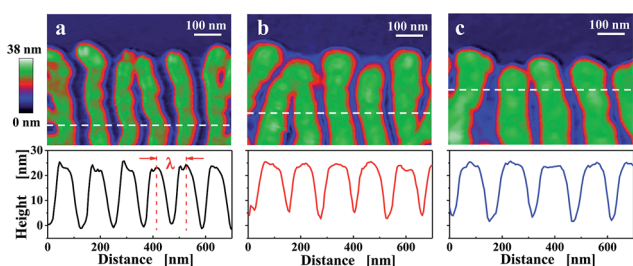 a 100 nm
b 100 nm
c 100 nm
38 nm
0 nm
Height [nm]
30
20
10
0
λ
0 200 400 600
0 200 400 600
0 200 400 600
Distance [nm]
Distance [nm]
Distance [nm]